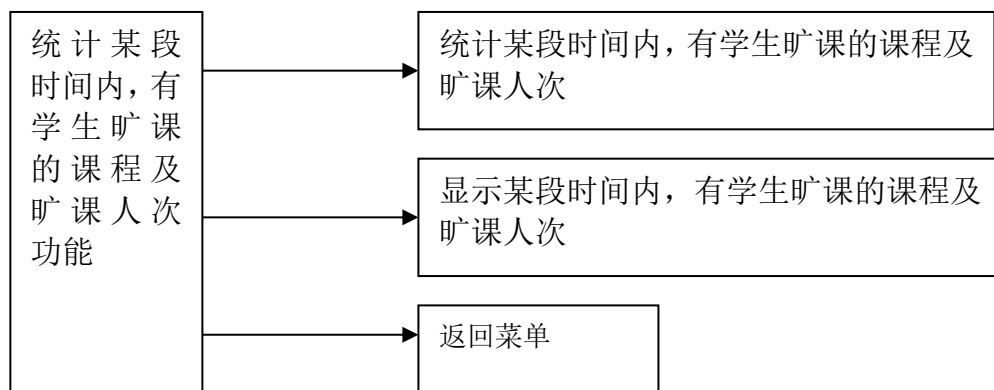 统计某段
时间内，有
学生旷课
的课程及
旷课人次
功能
统计某段时间内，有学生旷课的课程及
旷课人次
显示某段时间内，有学生旷课的课程及
旷课人次
返回菜单